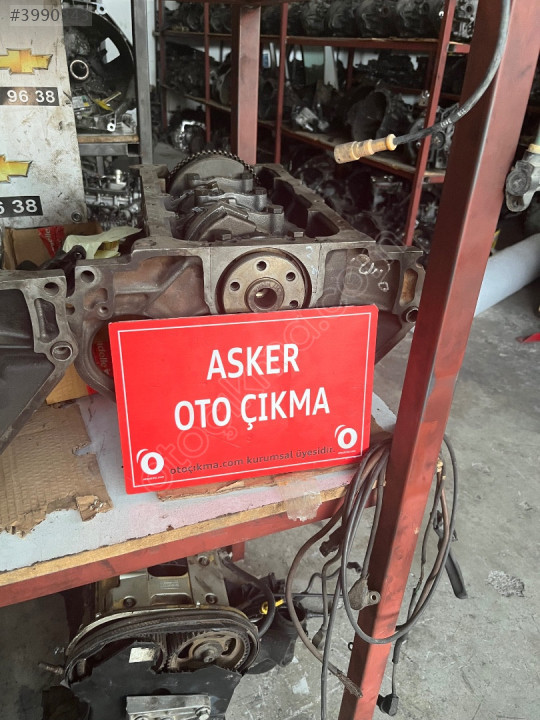 #3990
96 38
6 38
ASKER
OTO ÇIKMA
otoçıkma.com kurumsal üyesidir.